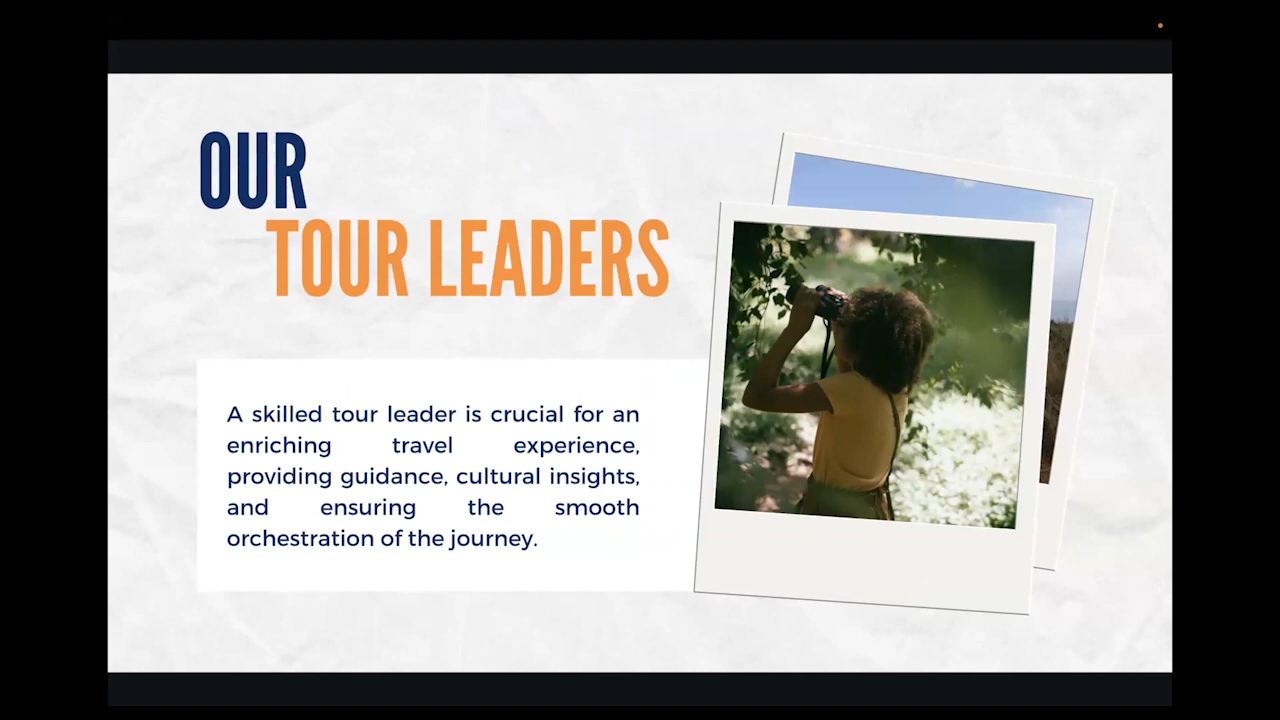 OUR
TOUR LEADERS
A skilled tour leader is crucial for an
enriching travel experience,
providing guidance, cultural insights,
and ensuring the smooth
orchestration of the journey.